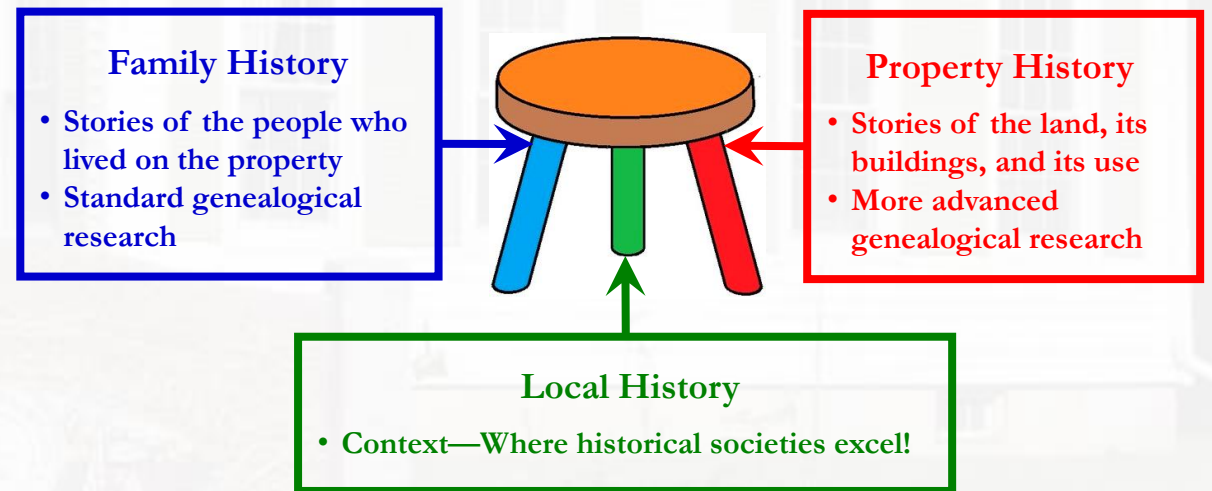 Family History
• Stories of the people who
lived on the property
• Standard genealogical
research
Property History
• Stories of the land, its
buildings, and its use
• More advanced
genealogical research
Local History
• Context—Where historical societies excel!